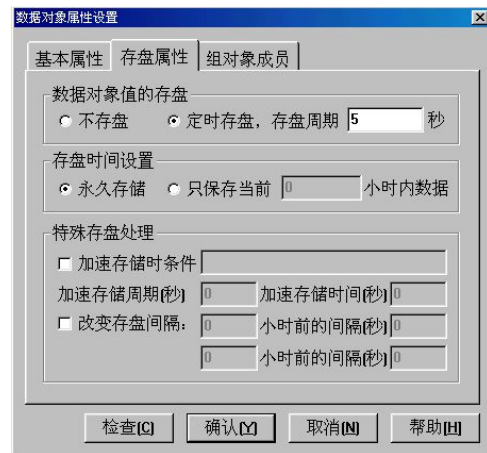 数据对象属性设置
基本属性 存盘属性 组对象成员
数据对象值的存盘
不存盘 定时存盘，存盘周期 5 秒
存盘时间设置
永久存储 只保存当前 0 小时内数据
特殊存盘处理
加速存储时条件
加速存储周期(秒) 0 加速存储时间(秒) 0
改变存盘间隔： 0 小时前的间隔(秒) 0
0 小时前的间隔(秒) 0
检查[C] 确认[Y] 取消[N] 帮助[H]